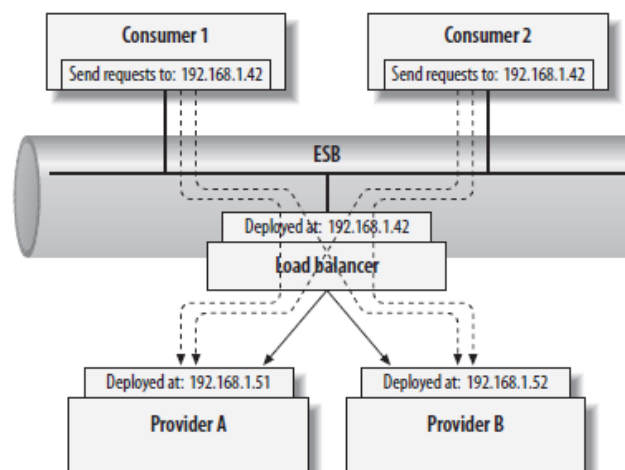 Consumer 1
Send requests to: 192.168.1.42
Consumer 2
Send requests to: 192.168.1.42
ESB
Deployed at: 192.168.1.42
Load balancer
Deployed at: 192.168.1.51
Provider A
Deployed at: 192.168.1.52
Provider B